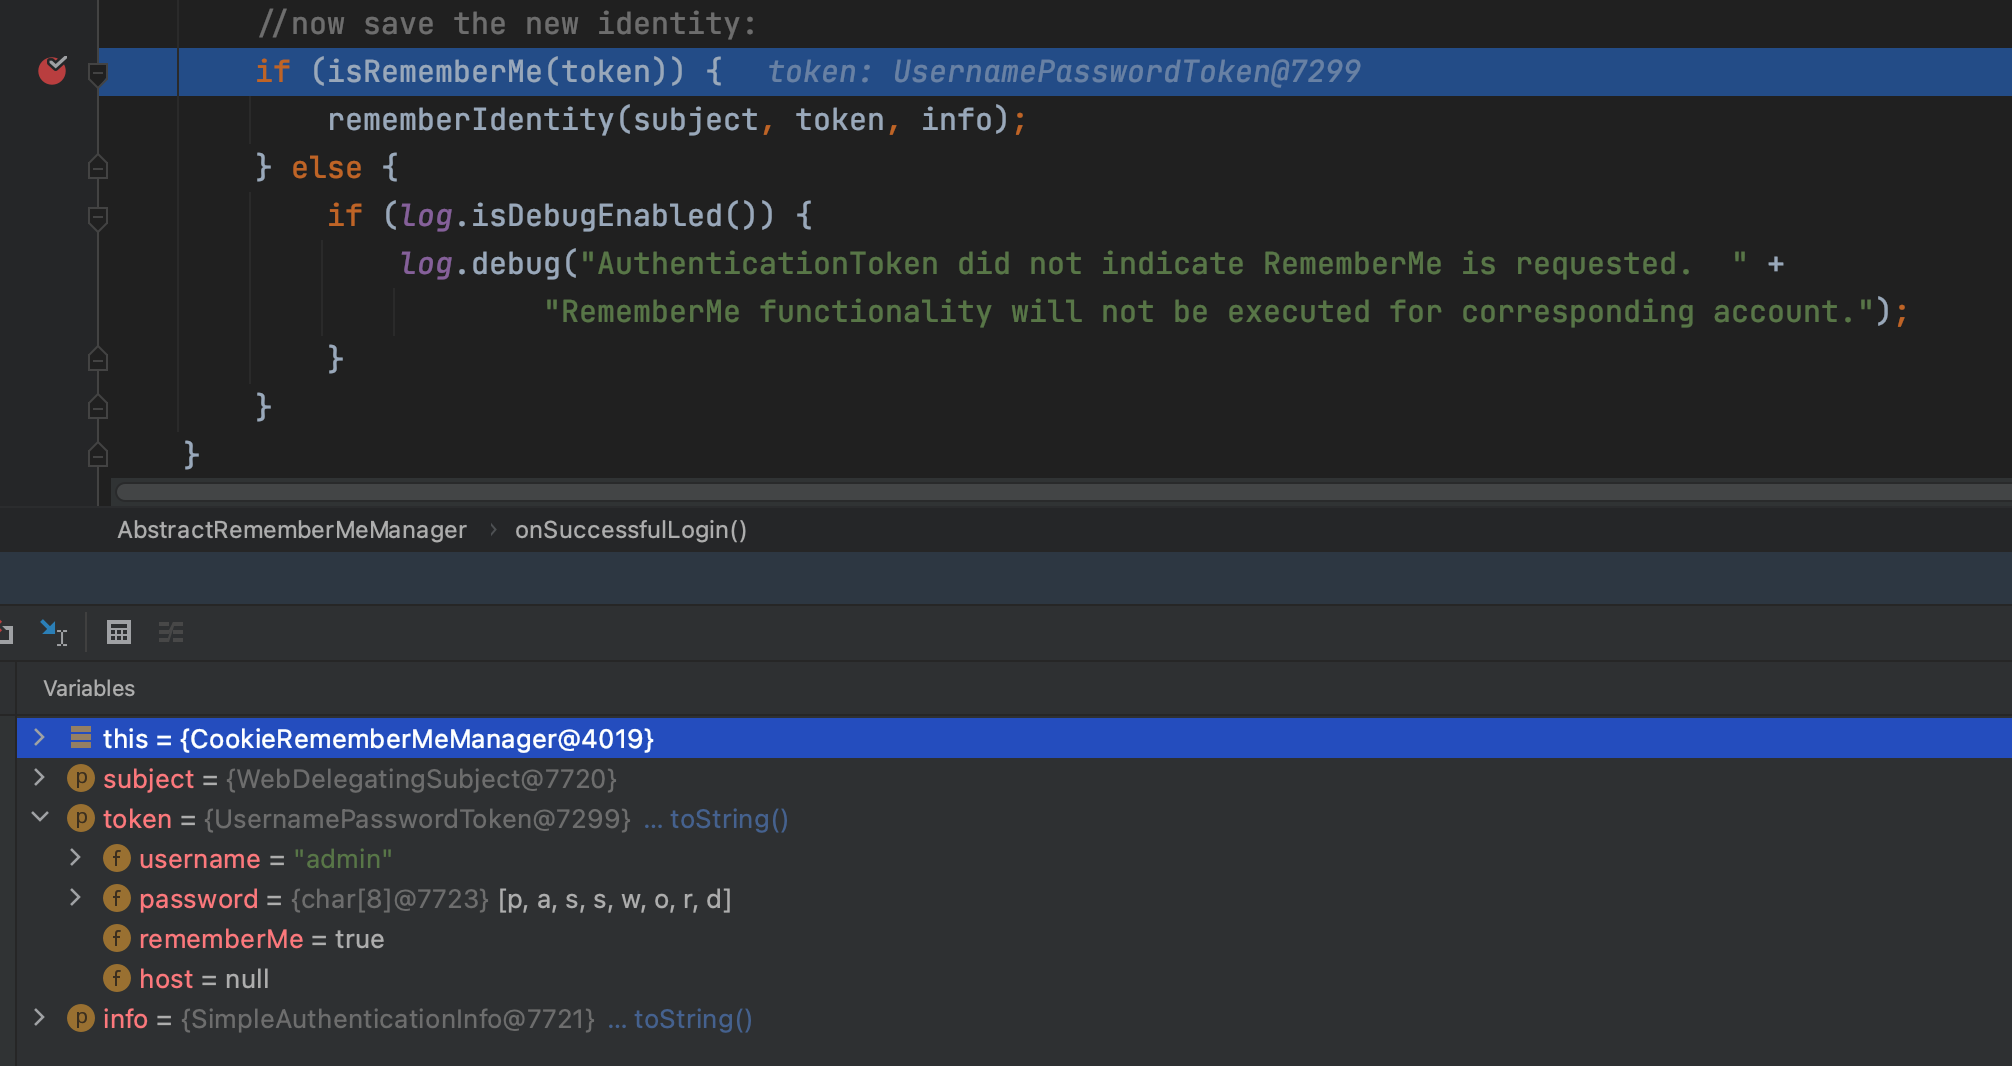 //now save the new identity:
if (isRememberMe(token)) {   token: UsernamePasswordToken@7299
rememberIdentity(subject, token, info);
} else {
if (log.isDebugEnabled()) {
log.debug("AuthenticationToken did not indicate RememberMe is requested.  " +
"RememberMe functionality will not be executed for corresponding account.");
}
}
}
AbstractRememberMeManager > onSuccessfulLogin()
Variables
this = {CookieRememberMeManager@4019}
p subject = {WebDelegatingSubject@7720}
p token = {UsernamePasswordToken@7299} ... toString()
f username = "admin"
f password = {char[8]@7723} [p, a, s, s, w, o, r, d]
f rememberMe = true
f host = null
p info = {SimpleAuthenticationInfo@7721} ... toString()